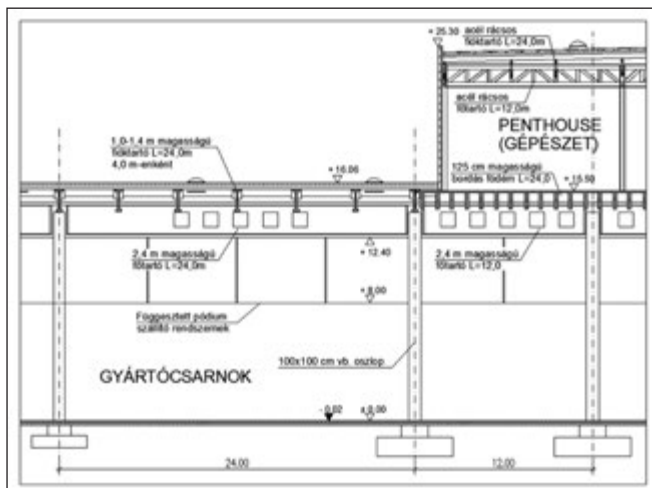 + 25.30
acél rácsos
fióktartó L=24,0m
acél rácsos
főtartó L=12,0m
PENTHOUSE
(GÉPÉSZET)
1,0-1,4 m magasságú
fióktartó L=24,0m
4,0 m-enként
+ 16.06
125 cm magasságú
bordás födém L=24,0
+ 15.50
2,4 m magasságú
főtartó L=24,0m
+ 12.40
2,4 m magasságú
főtartó L=12,0
+ 8.00
Függesztett pódium
szállító rendszernek
100x100 cm vb. oszlop
GYÁRTÓCSARNOK
- 0.02
± 0.00
24.00
12.00